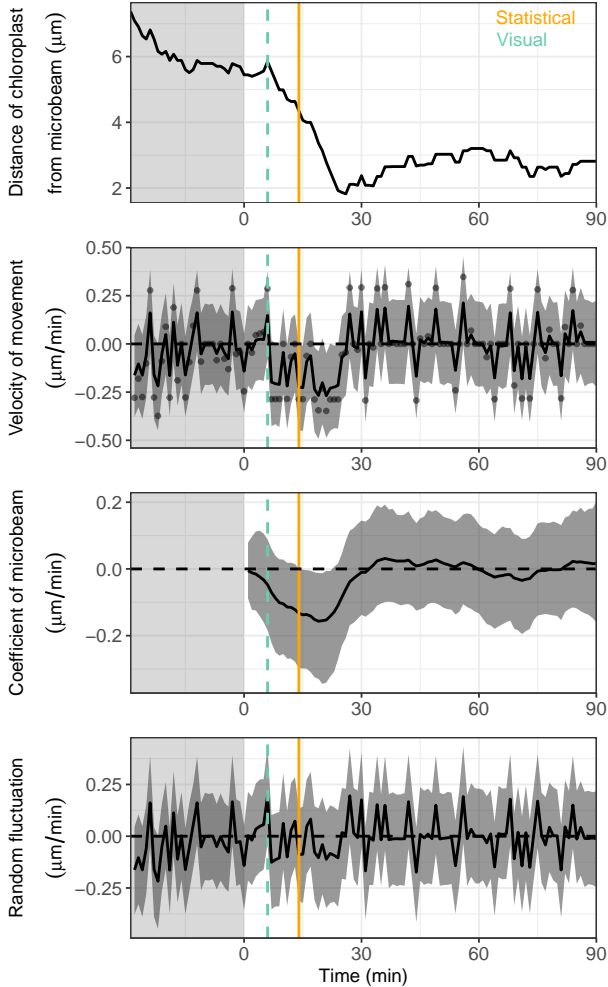 Statistical
Visual
Distance of chloroplast
from microbeam (μm)
6
4
2
0 30 60 90
Velocity of movement
(μm/min)
0.50
0.25
0.00
−0.25
−0.50
0 30 60 90
Coefficient of microbeam
(μm/min)
0.2
0.0
−0.2
0 30 60 90
Random fluctuation
(μm/min)
0.25
0.00
−0.25
0 30 60 90
Time (min)